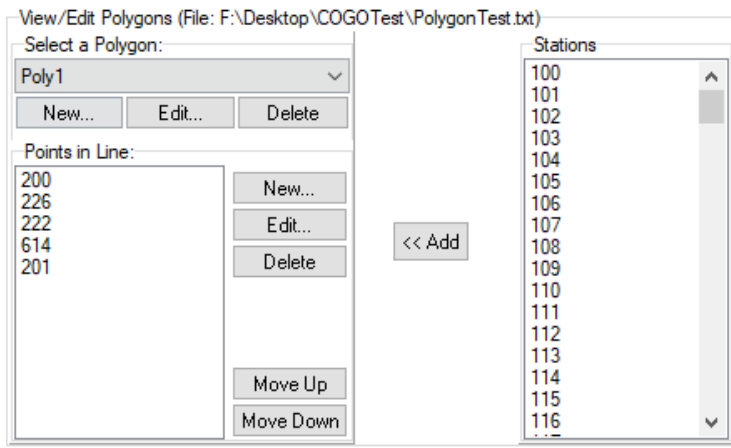 View/Edit Polygons (File: F:\Desktop\COGOTest\PolygonTest.txt)
Select a Polygon:
Poly1
New...
Edit...
Delete
Points in Line:
200
226
222
614
201
New...
Edit...
Delete
Move Up
Move Down
<< Add
Stations
100
101
102
103
104
105
106
107
108
109
110
111
112
113
114
115
116